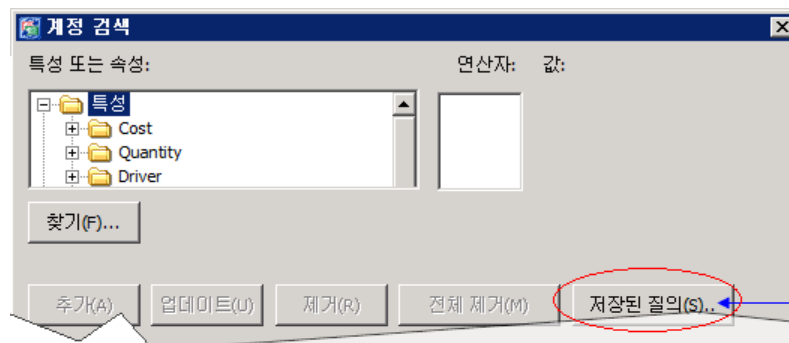 계정 검색
특성 또는 속성: 연산자: 값:
특성
Cost
Quantity
Driver
찾기(F)...
추가(A) 업데이트(U) 제거(R) 전체 제거(M) 저장된 질의(S)..